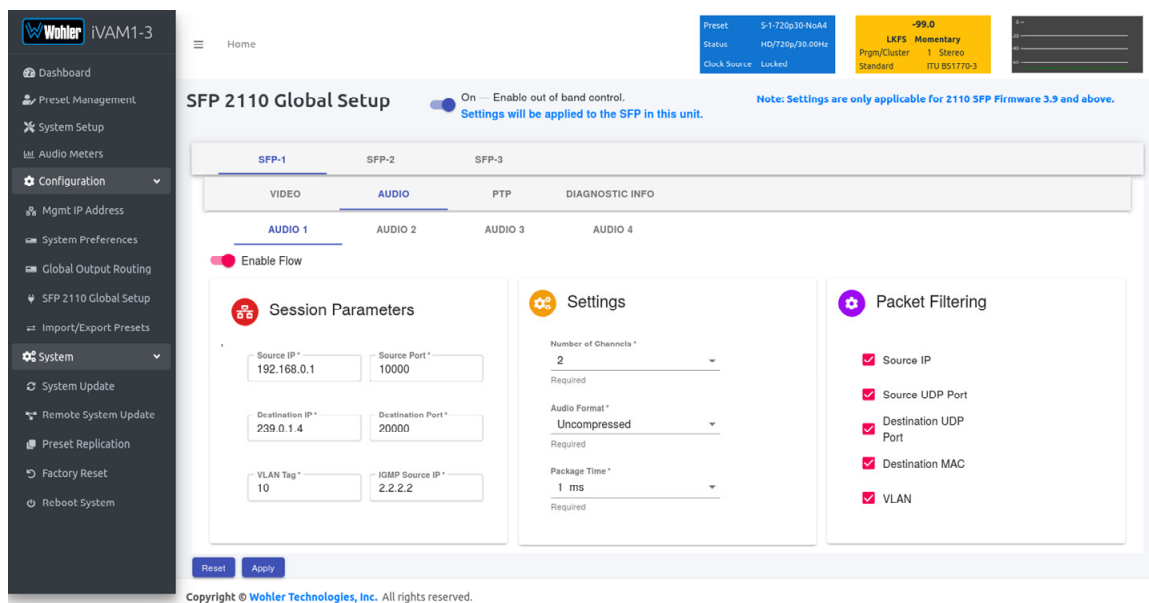 Wohler iVAM1-3
Dashboard
Preset Management
System Setup
Audio Meters
Configuration
Mgmt IP Address
System Preferences
Global Output Routing
SFP 2110 Global Setup
Import/Export Presets
System
System Update
Remote System Update
Preset Replication
Factory Reset
Reboot System
Home
Preset S-1-720p30-NoA4
Status HD/720p/30.00Hz
Clock Source Locked
-99.0
LKFS Momentary
Prgm/Cluster 1 Stereo
Standard ITU BS1770-3
0
-20
-40
-60
SFP 2110 Global Setup
On — Enable out of band control.
Settings will be applied to the SFP in this unit.
Note: Settings are only applicable for 2110 SFP Firmware 3.9 and above.
SFP-1 SFP-2 SFP-3
VIDEO AUDIO PTP DIAGNOSTIC INFO
AUDIO 1 AUDIO 2 AUDIO 3 AUDIO 4
Enable Flow
Session Parameters
,
Source IP * Source Port *
192.168.0.1 10000
Destination IP * Destination Port *
239.0.1.4 20000
VLAN Tag * IGMP Source IP *
10 2.2.2.2
Settings
Number of Channels *
2
Required
Audio Format *
Uncompressed
Required
Package Time *
1 ms
Required
Packet Filtering
Source IP
Source UDP Port
Destination UDP
Port
Destination MAC
VLAN
Reset Apply
Copyright © Wohler Technologies, Inc. All rights reserved.